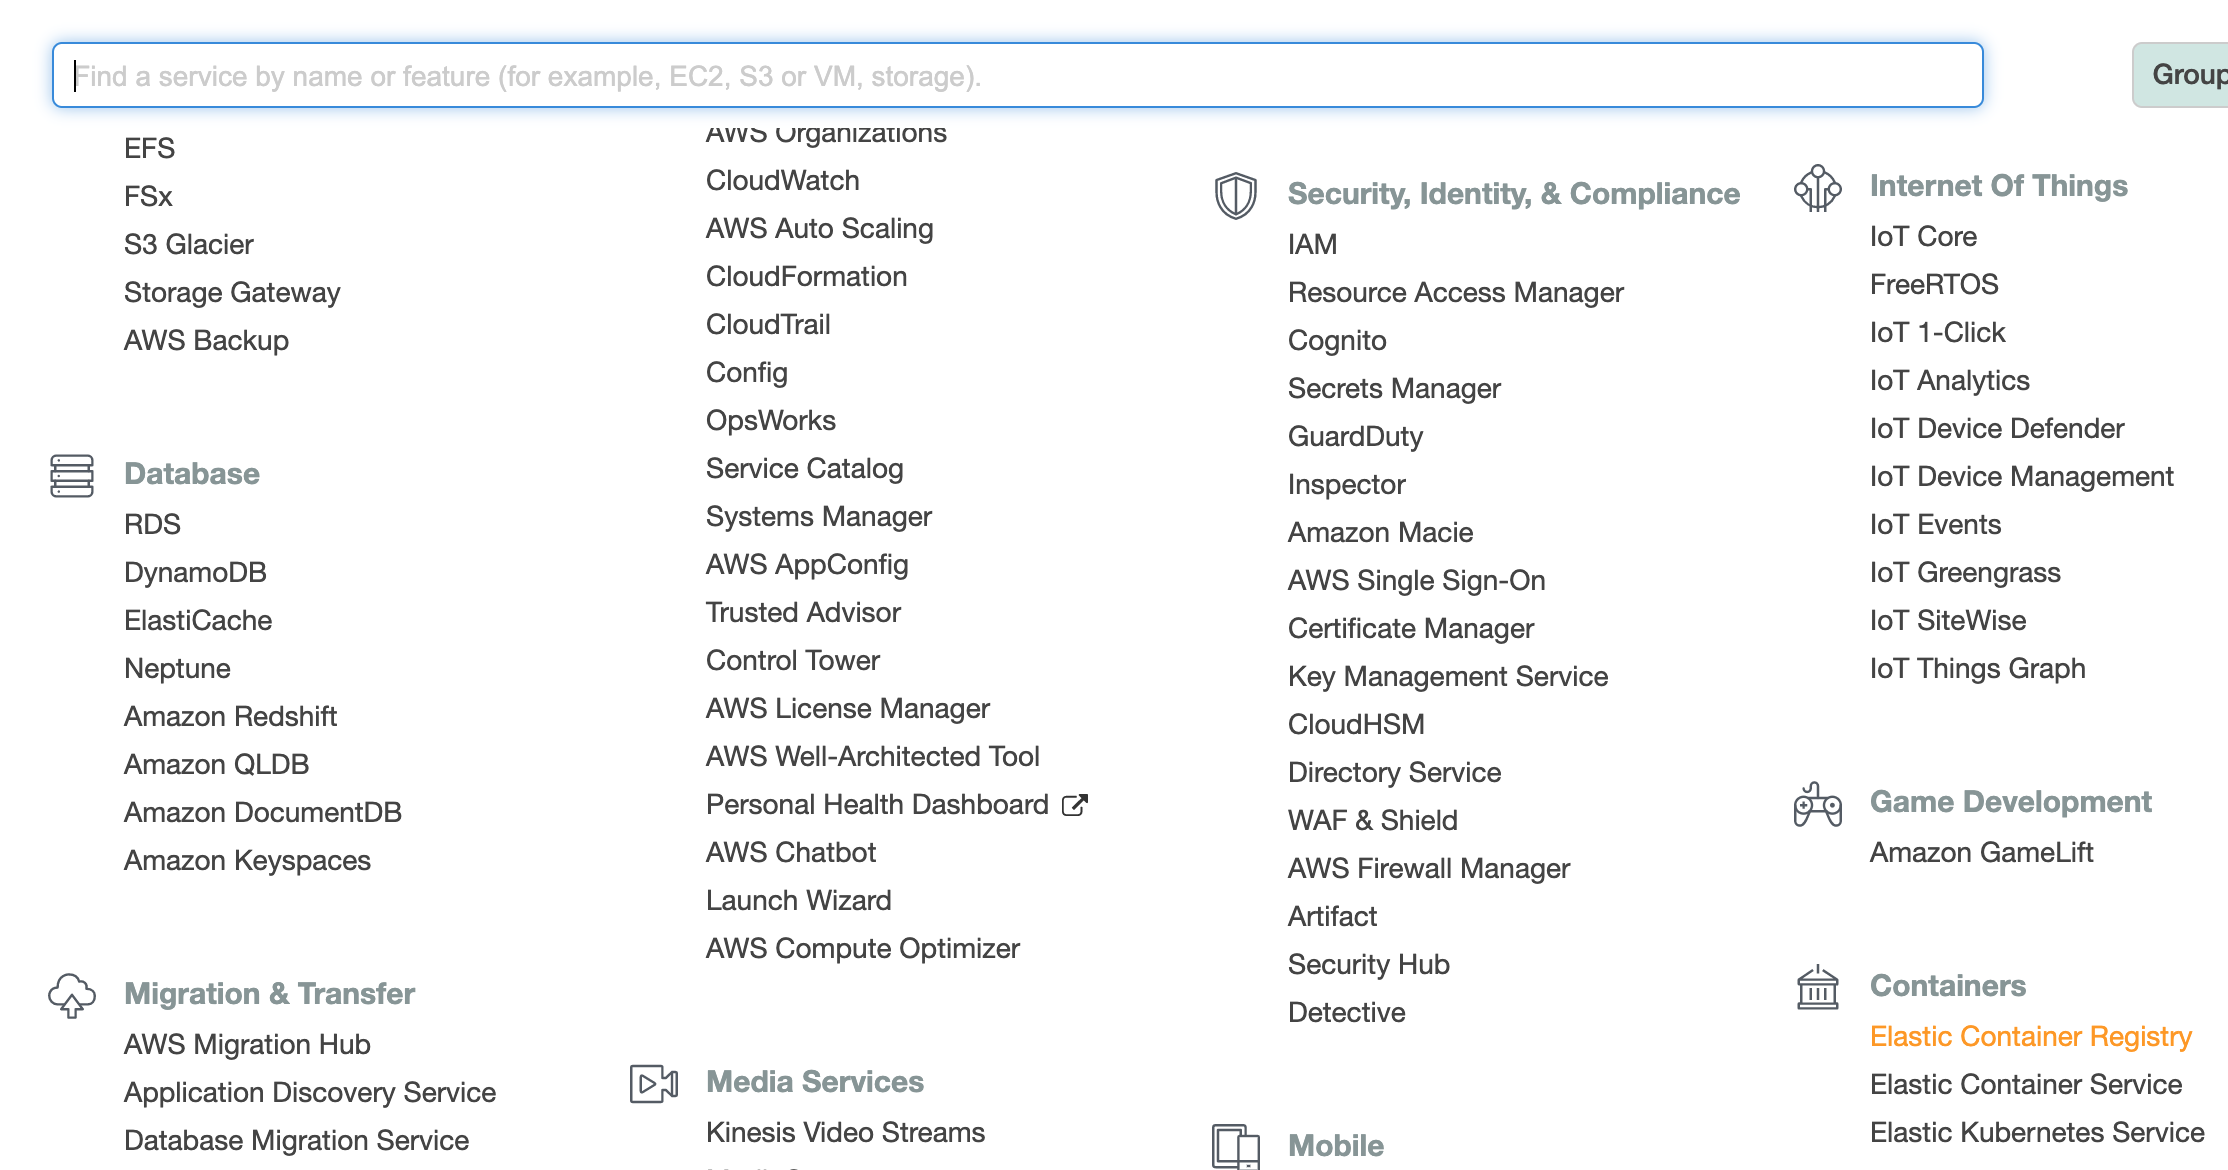 Find a service by name or feature (for example, EC2, S3 or VM, storage).
Group
EFS
FSx
S3 Glacier
Storage Gateway
AWS Backup
Database
RDS
DynamoDB
ElastiCache
Neptune
Amazon Redshift
Amazon QLDB
Amazon DocumentDB
Amazon Keyspaces
Migration & Transfer
AWS Migration Hub
Application Discovery Service
Database Migration Service
AWS Organizations
CloudWatch
AWS Auto Scaling
CloudFormation
CloudTrail
Config
OpsWorks
Service Catalog
Systems Manager
AWS AppConfig
Trusted Advisor
Control Tower
AWS License Manager
AWS Well-Architected Tool
Personal Health Dashboard
AWS Chatbot
Launch Wizard
AWS Compute Optimizer
Media Services
Kinesis Video Streams
Security, Identity, & Compliance
IAM
Resource Access Manager
Cognito
Secrets Manager
GuardDuty
Inspector
Amazon Macie
AWS Single Sign-On
Certificate Manager
Key Management Service
CloudHSM
Directory Service
WAF & Shield
AWS Firewall Manager
Artifact
Security Hub
Detective
Mobile
Internet Of Things
IoT Core
FreeRTOS
IoT 1-Click
IoT Analytics
IoT Device Defender
IoT Device Management
IoT Events
IoT Greengrass
IoT SiteWise
IoT Things Graph
Game Development
Amazon GameLift
Containers
Elastic Container Registry
Elastic Container Service
Elastic Kubernetes Service